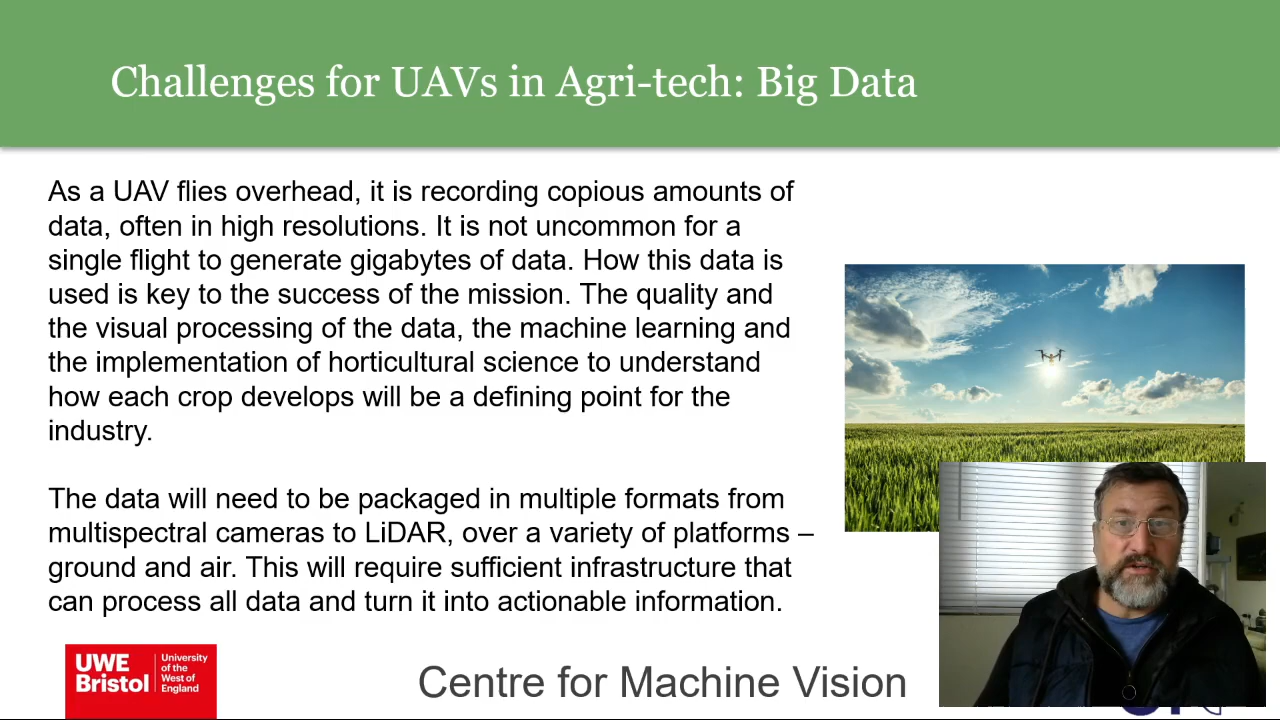 Challenges for UAVs in Agri-tech: Big Data
As a UAV flies overhead, it is recording copious amounts of
data, often in high resolutions. It is not uncommon for a
single flight to generate gigabytes of data. How this data is
used is key to the success of the mission. The quality and
the visual processing of the data, the machine learning and
the implementation of horticultural science to understand
how each crop develops will be a defining point for the
industry.
The data will need to be packaged in multiple formats from
multispectral cameras to LiDAR, over a variety of platforms –
ground and air. This will require sufficient infrastructure that
can process all data and turn it into actionable information.
UWE
Bristol
University
of the
West of
England
Centre for Machine Vision